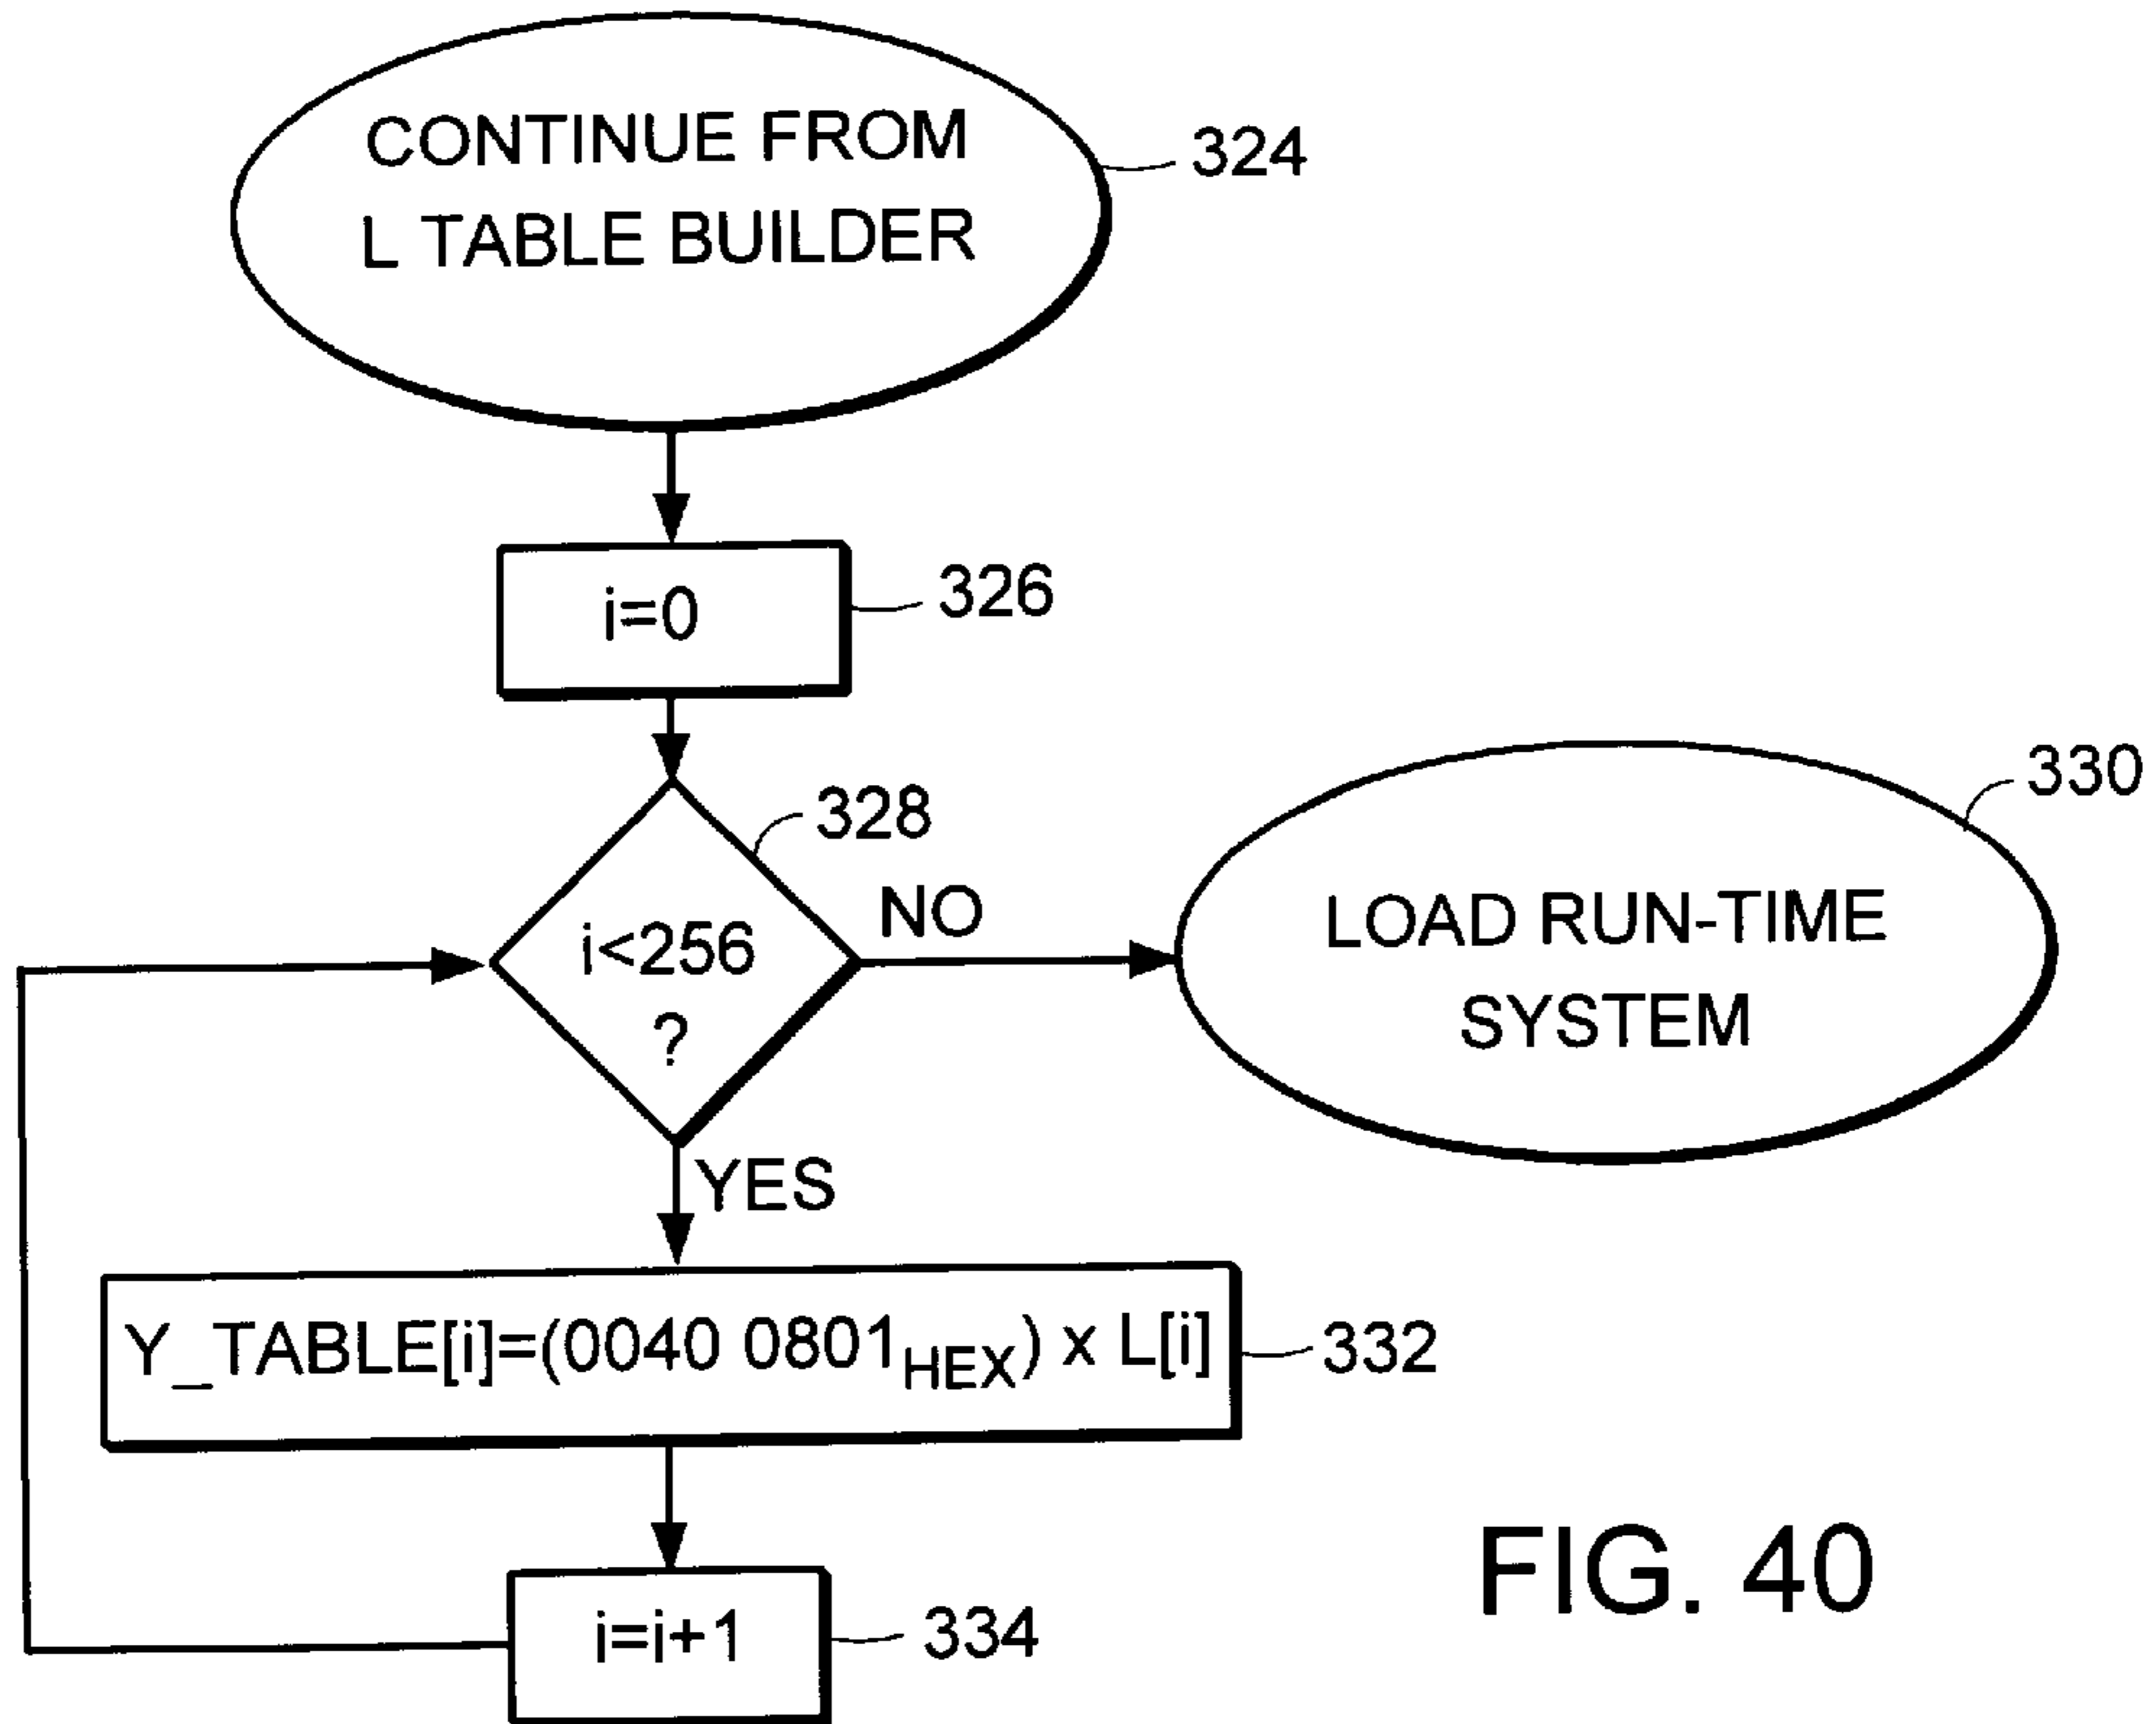 CONTINUE FROM
L TABLE BUILDER
324
i=0
326
328
i<256
?
NO
330
LOAD RUN-TIME
SYSTEM
YES
Y_TABLE[i]=(0040 0801HEX) x L[i]
332
i=i+1
334
FIG. 40